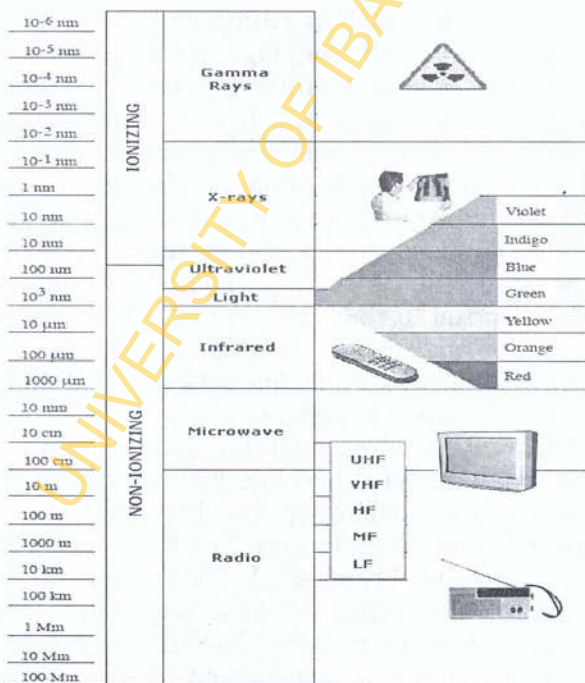 10-6 nm
10-5 nm
10-4 nm
10-3 nm
10-2 nm
10-1 nm
1 nm
10 nm
10 nm
100 nm
10³ nm
10 µm
100 µm
1000 µm
10 mm
10 cm
100 cm
10 m
100 m
1000 m
10 km
100 km
1 Mm
10 Mm
100 Mm
IONIZING
NON-IONIZING
Gamma
Rays
X-rays
Ultraviolet
Light
Infrared
Microwave
Radio
Violet
Indigo
Blue
Green
Yellow
Orange
Red
UHF
VHF
HF
MF
LF
UNIVERSITY OF IBA